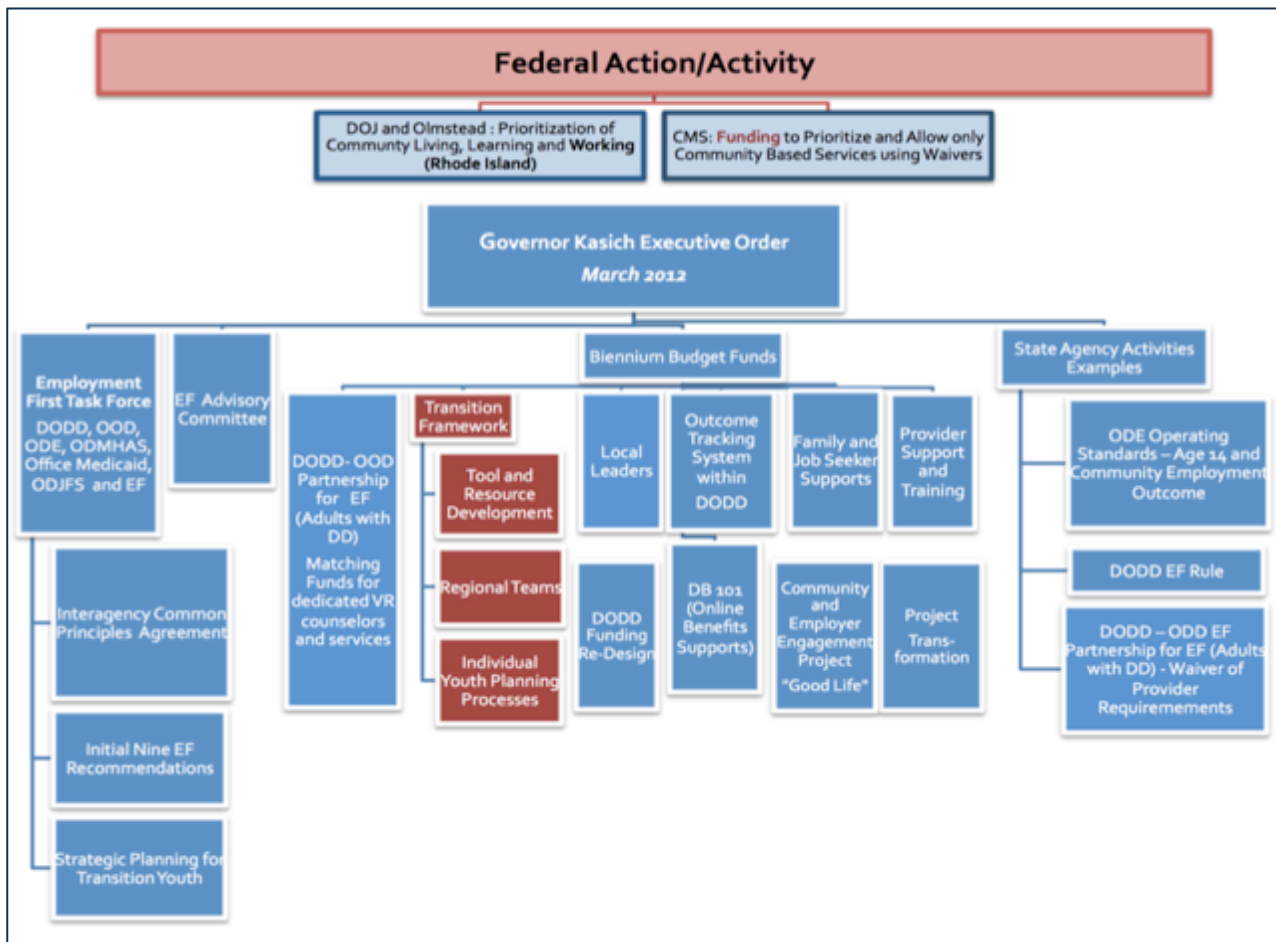 Federal Action/Activity
DOJ and Olmstead : Prioritization of
Communty Living, Learning and Working
(Rhode Island)
CMS: Funding to Prioritize and Allow only
Community Based Services using Waivers
Governor Kasich Executive Order
March 2012
Employment
First Task Force
DODD, OOD,
ODE, ODMHAS,
Office Medicaid,
ODJFS and EF
Interagency Common
Principles Agreement
Initial Nine EF
Recommendations
Strategic Planning for
Transition Youth
EF Advisory
Committee
Biennium Budget Funds
DODD- OOD
Partnership
for EF
(Adults with
DD)
Matching
Funds for
dedicated VR
counselors
and services
Transition
Framework
Tool and
Resource
Development
Regional Teams
Individual
Youth Planning
Processes
Local
Leaders
DODD
Funding
Re-Design
Outcome
Tracking
System
within
DODD
DB 101
(Online
Benefits
Supports)
Family and
Job Seeker
Supports
Community
and
Employer
Engagement
Project
"Good Life"
Provider
Support
and
Training
Project
Trans-
formation
State Agency Activities
Examples
ODE Operating
Standards – Age 14 and
Community Employment
Outcome
DODD EF Rule
DODD – ODD EF
Partnership for EF (Adults
with DD) - Waiver of
Provider
Requiremements